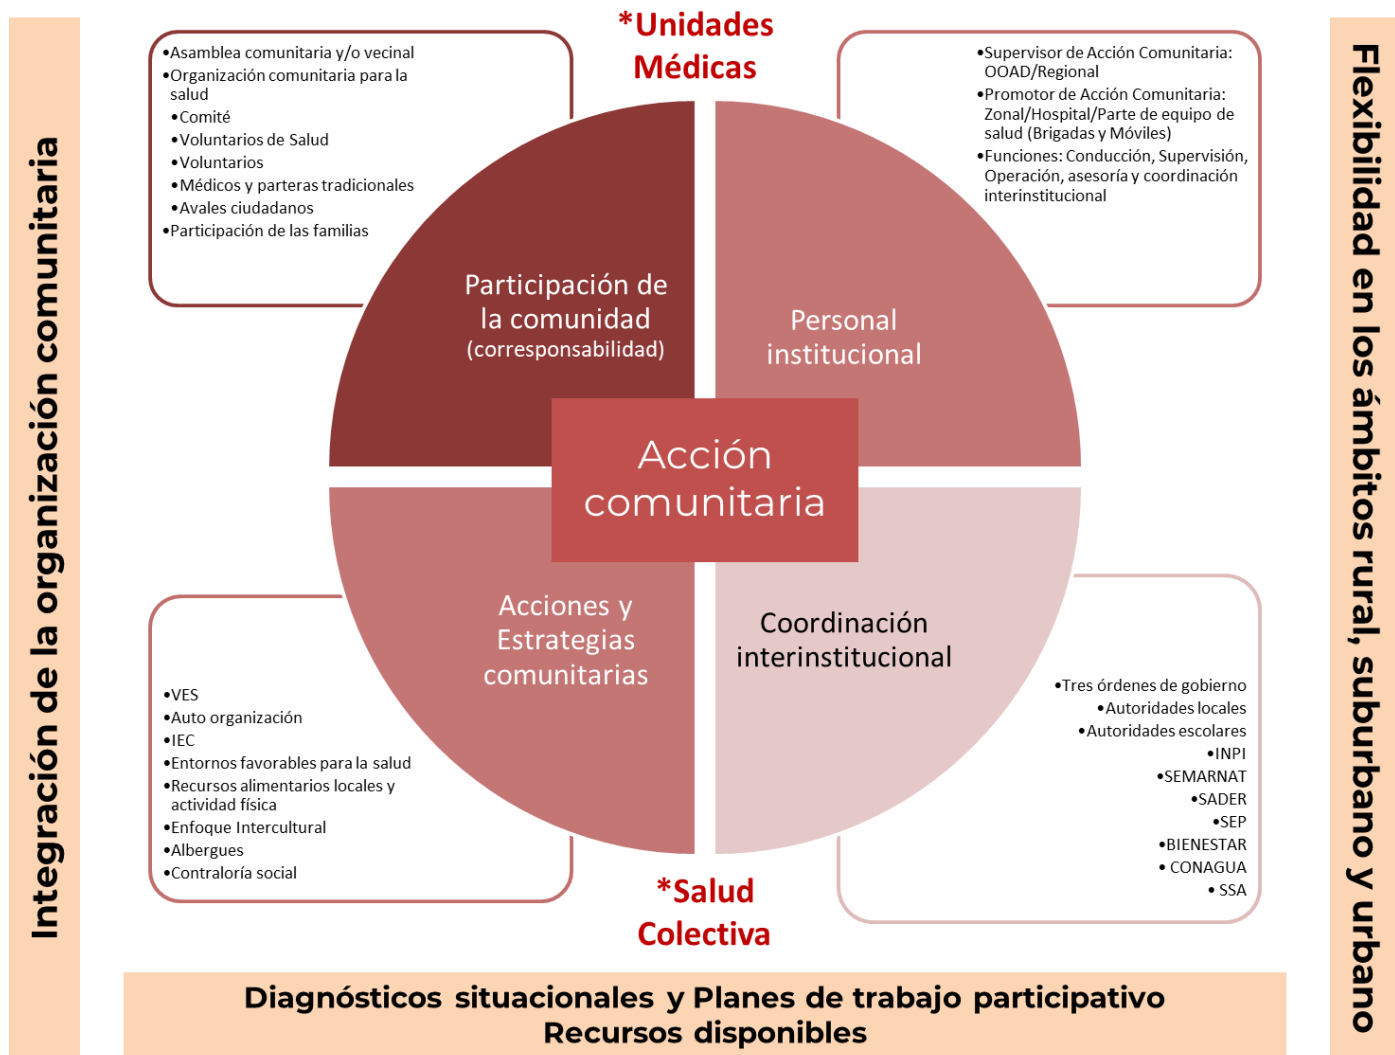 Integración de la organización comunitaria
*Unidades
Médicas
•Asamblea comunitaria y/o vecinal
•Organización comunitaria para la
salud
•Comité
•Voluntarios de Salud
•Voluntarios
•Médicos y parteras tradicionales
•Avales ciudadanos
•Participación de las familias
•Supervisor de Acción Comunitaria:
OOAD/Regional
•Promotor de Acción Comunitaria:
Zonal/Hospital/Parte de equipo de
salud (Brigadas y Móviles)
•Funciones: Conducción, Supervisión,
Operación, asesoría y coordinación
interinstitucional
Participación de
la comunidad
(corresponsabilidad)
Personal
institucional
Acción
comunitaria
Acciones y
Estrategias
comunitarias
Coordinación
interinstitucional
•VES
•Auto organización
•IEC
•Entornos favorables para la salud
•Recursos alimentarios locales y
actividad física
•Enfoque Intercultural
•Albergues
•Contraloría social
•Tres órdenes de gobierno
•Autoridades locales
•Autoridades escolares
•INPI
•SEMARNAT
•SADER
•SEP
•BIENESTAR
• CONAGUA
• SSA
*Salud
Colectiva
Flexibilidad en los ámbitos rural, suburbano y urbano
Diagnósticos situacionales y Planes de trabajo participativo
Recursos disponibles